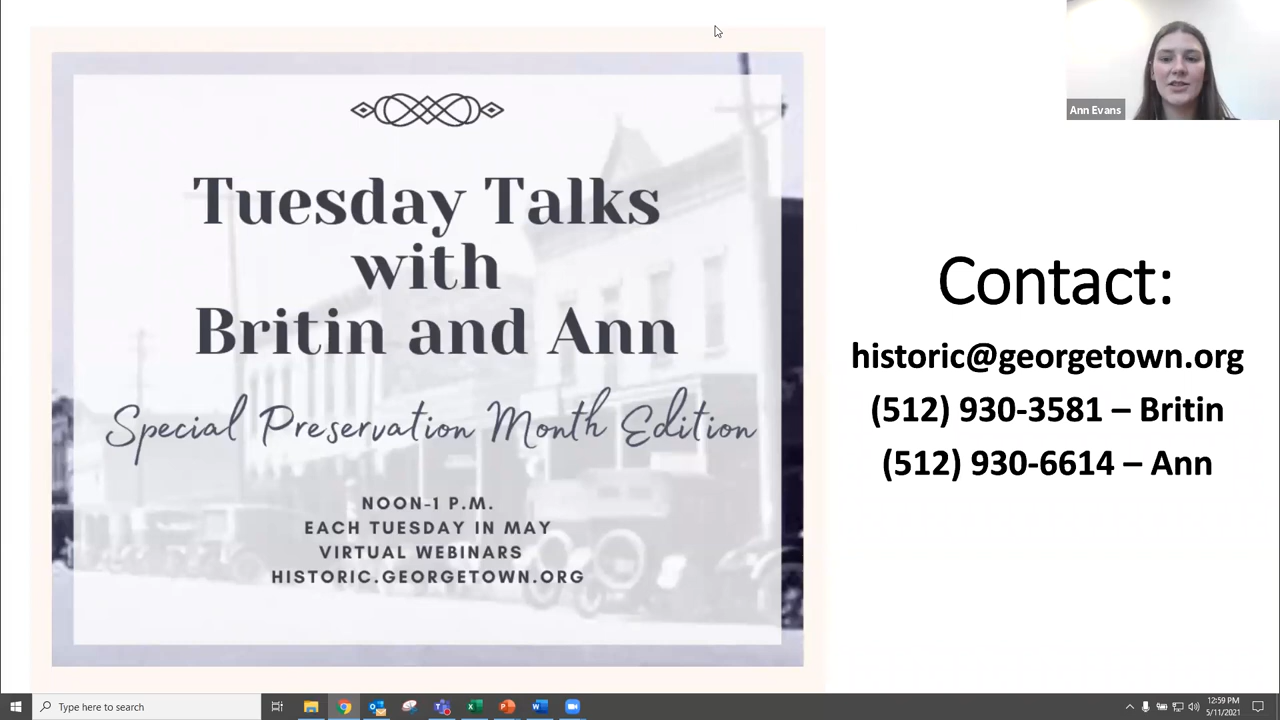 Ann Evans
Tuesday Talks
with
Britin and Ann
Special Preservation Month Edition
NOON-1 P.M.
EACH TUESDAY IN MAY
VIRTUAL WEBINARS
HISTORIC.GEORGETOWN.ORG
Contact:
historic@georgetown.org
(512) 930-3581 – Britin
(512) 930-6614 – Ann
Type here to search
12:59 PM
5/11/2021